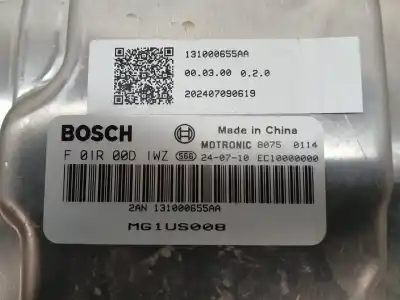 131000655AA
00.03.00 0.2.0
202407090619
BOSCH Made in China
MOTRONIC 8075 0114
F 01R 00D 1WZ 566 24-07-10 EC10000000
2AN 131000655AA
MG1US008